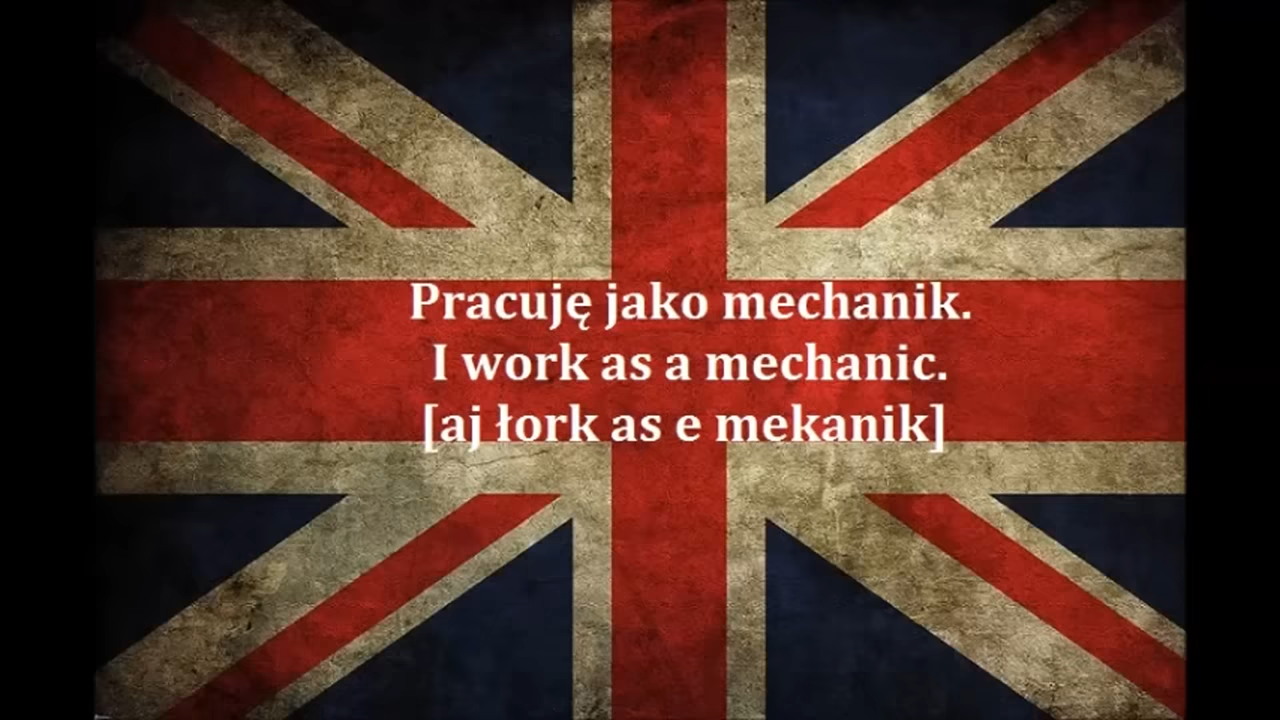 Pracuję jako mechanik.
I work as a mechanic.
[aj łork as e mekanik]